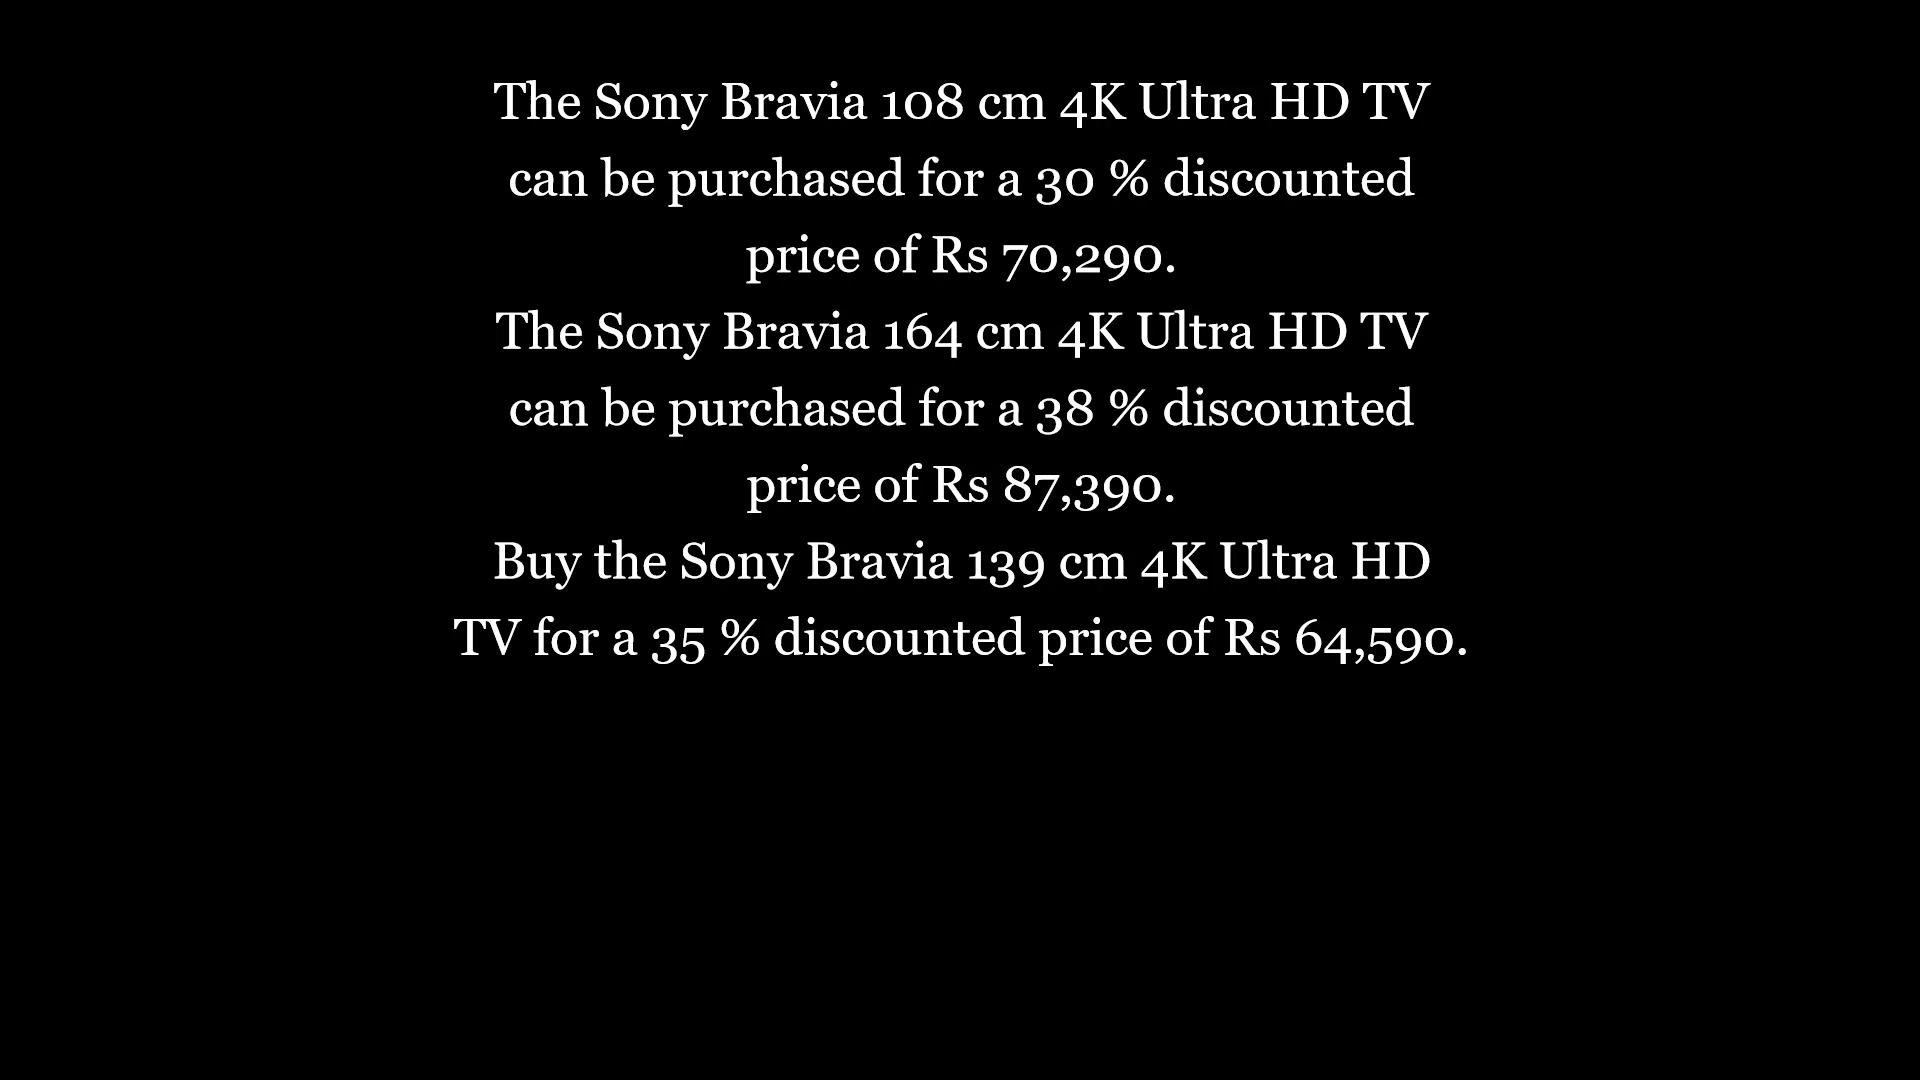 The Sony Bravia 108 cm 4K Ultra HD TV
can be purchased for a 30 % discounted
price of Rs 70,290.
The Sony Bravia 164 cm 4K Ultra HD TV
can be purchased for a 38 % discounted
price of Rs 87,390.
Buy the Sony Bravia 139 cm 4K Ultra HD
TV for a 35 % discounted price of Rs 64,590.